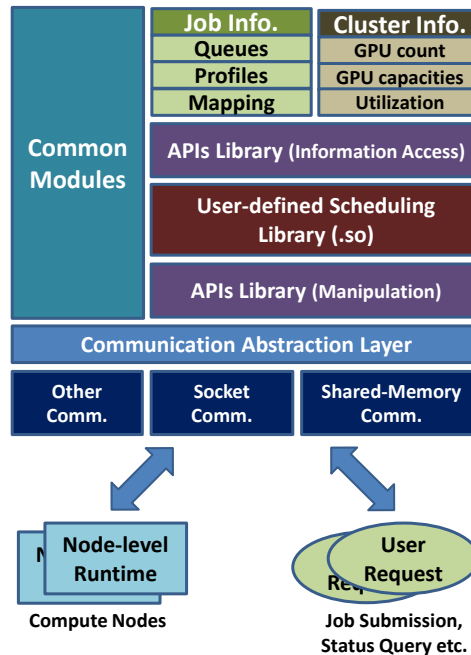 Job Info.
Queues
Profiles
Mapping
Cluster Info.
GPU count
GPU capacities
Utilization
Common
Modules
APIs Library (Information Access)
User-defined Scheduling
Library (.so)
APIs Library (Manipulation)
Communication Abstraction Layer
Other
Comm.
Socket
Comm.
Shared-Memory
Comm.
Node-level
Runtime
Compute Nodes
User
Request
Job Submission,
Status Query etc.